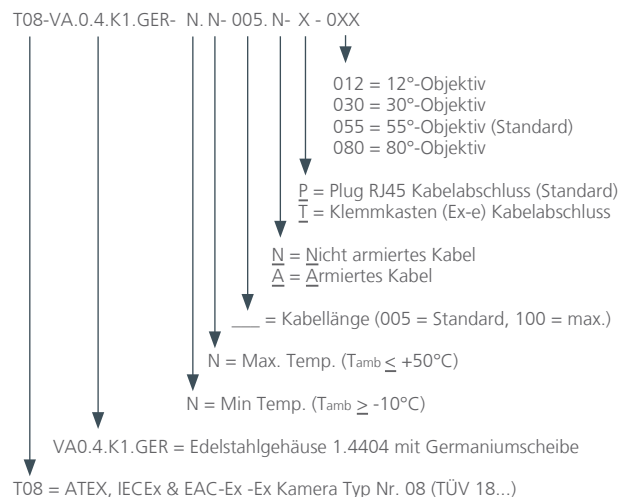 T08-VA.0.4.K1.GER- N. N- 005. N- X - 0XX
012 = 12°-Objektiv
030 = 30°-Objektiv
055 = 55°-Objektiv (Standard)
080 = 80°-Objektiv
P = Plug RJ45 Kabelabschluss (Standard)
T = Klemmkasten (Ex-e) Kabelabschluss
N = Nicht armiertes Kabel
A = Armiertes Kabel
___ = Kabellänge (005 = Standard, 100 = max.)
N = Max. Temp. (Tamb ≤ +50°C)
N = Min Temp. (Tamb ≥ -10°C)
VA0.4.K1.GER = Edelstahlgehäuse 1.4404 mit Germaniumscheibe
T08 = ATEX, IECEx & EAC-Ex -Ex Kamera Typ Nr. 08 (TÜV 18...)